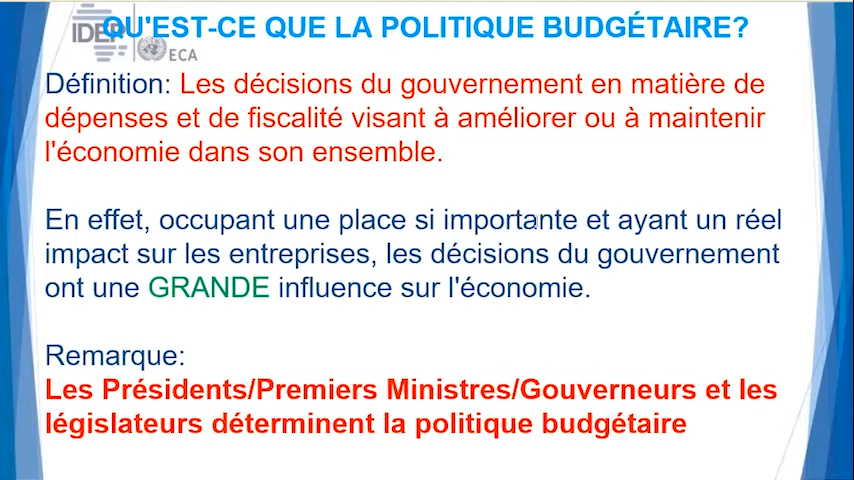 QU'EST-CE QUE LA POLITIQUE BUDGÉTAIRE?
IDEP
ECA
Définition: Les décisions du gouvernement en matière de
dépenses et de fiscalité visant à améliorer ou à maintenir
l'économie dans son ensemble.
En effet, occupant une place si importante et ayant un réel
impact sur les entreprises, les décisions du gouvernement
ont une GRANDE influence sur l'économie.
Remarque:
Les Présidents/Premiers Ministres/Gouverneurs et les
législateurs déterminent la politique budgétaire